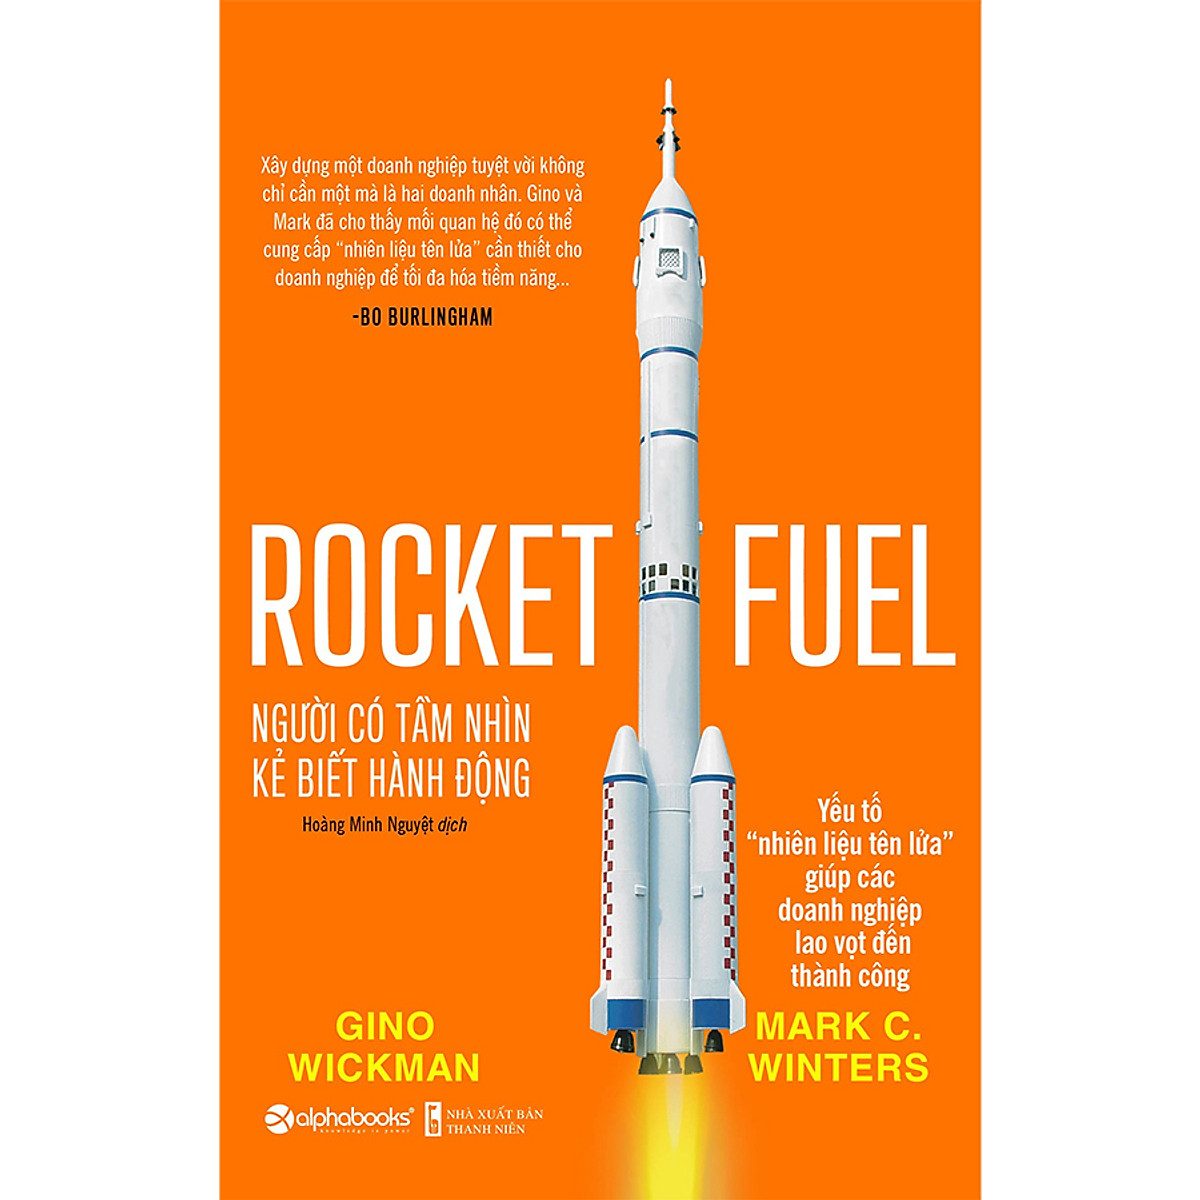 Xây dựng một doanh nghiệp tuyệt vời không
chỉ cần một mà là hai doanh nhân. Gino và
Mark đã cho thấy mối quan hệ đó có thể
cung cấp “nhiên liệu tên lửa” cần thiết cho
doanh nghiệp để tối đa hóa tiềm năng...
-BO BURLINGHAM
ROCKET FUEL
NGƯỜI CÓ TẦM NHÌN
KẺ BIẾT HÀNH ĐỘNG
Hoàng Minh Nguyệt dịch
Yếu tố
“nhiên liệu tên lửa”
giúp các
doanh nghiệp
lao vọt đến
thành công
GINO
WICKMAN
MARK C.
WINTERS
alphabooks®
knowledge is power
NHÀ XUẤT BẢN
THANH NIÊN